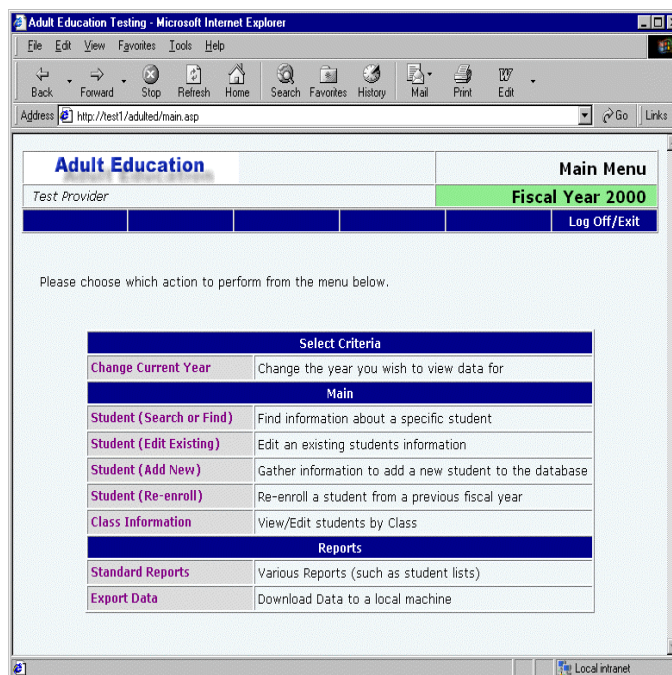 Adult Education Testing - Microsoft Internet Explorer
File Edit View Favorites Tools Help
Back Forward Stop Refresh Home Search Favorites History Mail Print Edit
Address http://test1/adulted/main.asp Go Links
Adult Education Main Menu
Test Provider Fiscal Year 2000
Log Off/Exit
Please choose which action to perform from the menu below.
Select Criteria
Change Current Year Change the year you wish to view data for
Main
Student (Search or Find) Find information about a specific student
Student (Edit Existing) Edit an existing students information
Student (Add New) Gather information to add a new student to the database
Student (Re-enroll) Re-enroll a student from a previous fiscal year
Class Information View/Edit students by Class
Reports
Standard Reports Various Reports (such as student lists)
Export Data Download Data to a local machine
Local intranet